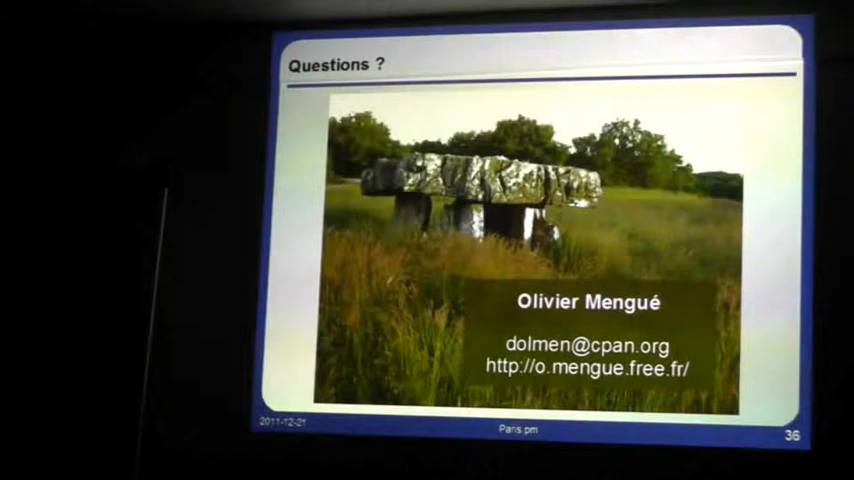 Questions ?
Olivier Mengué
dolmen@cpan.org
http://o.mengue.free.fr/
2011-12-21
Paris pm
36